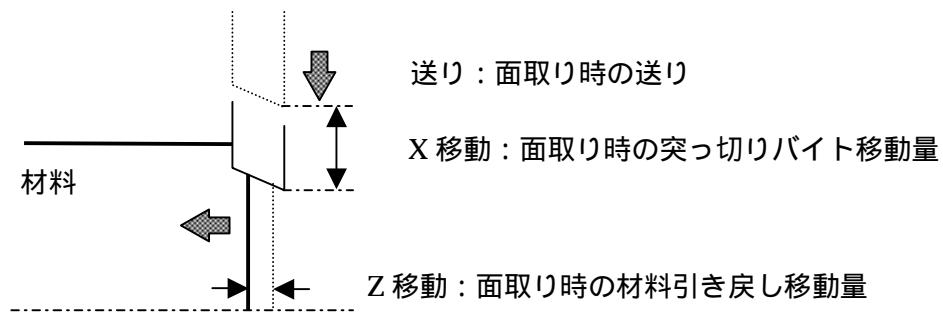 送り：面取り時の送り
X 移動：面取り時の突っ切りバイト移動量
材料
Z 移動：面取り時の材料引き戻し移動量